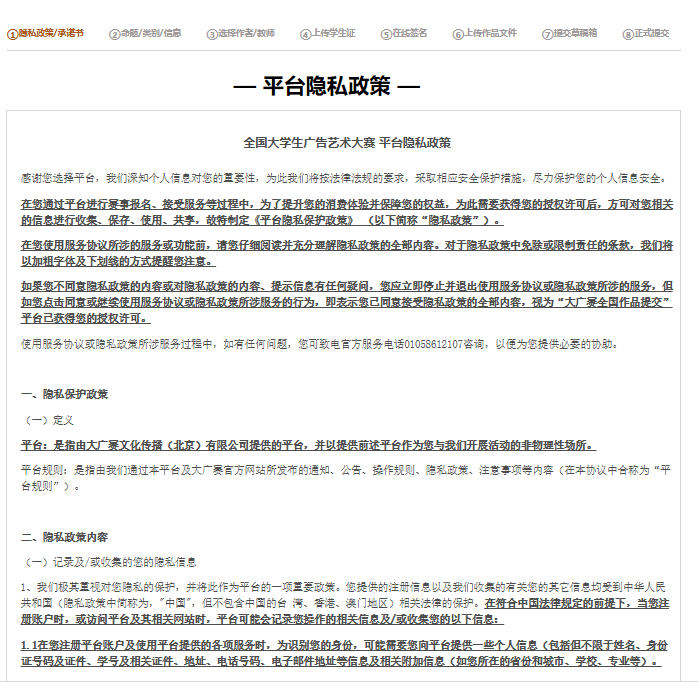 ①隐私政策/承诺书 ②命题/类别/信息 ③选择作者/教师 ④上传学生证 ⑤在线签名 ⑥上传作品文件 ⑦提交草稿箱 ⑧正式提交
— 平台隐私政策 —
全国大学生广告艺术大赛 平台隐私政策
感谢您选择平台，我们深知个人信息对您的重要性，为此我们将按法律法规的要求，采取相应安全保护措施，尽力保护您的个人信息安全。
在您通过平台进行赛事报名、接受服务等过程中，为了提升您的消费体验并保障您的权益，为此需要获得您的授权许可后，方可对您相关
的信息进行收集、保存、使用、共享，故特制定《平台隐私保护政策》 （以下简称“隐私政策”）。
在您使用服务协议所涉的服务或功能前，请您仔细阅读并充分理解隐私政策的全部内容。对于隐私政策中免除或限制责任的条款，我们将
以加粗字体及下划线的方式提醒您注意。
如果您不同意隐私政策的内容或对隐私政策的内容、提示信息有任何疑问，您应立即停止并退出使用服务协议或隐私政策所涉的服务，但
如您点击同意或继续使用服务协议或隐私政策所涉服务的行为，即表示您已同意接受隐私政策的全部内容，视为“大广赛全国作品提交”
平台已获得您的授权许可。
使用服务协议或隐私政策所涉服务过程中，如有任何问题，您可致电官方服务电话01058612107咨询，以便为您提供必要的协助。
一、隐私保护政策
（一）定义
平台：是指由大广赛文化传播（北京）有限公司提供的平台，并以提供前述平台作为您与我们开展活动的非物理性场所。
平台规则：是指由我们通过本平台及大广赛官方网站所发布的通知、公告、操作规则、隐私政策、注意事项等内容（在本协议中合称为“平
台规则”）。
二、隐私政策内容
（一）记录及/或收集的您的隐私信息
1、我们极其重视对您隐私的保护，并将此作为平台的一项重要政策。您提供的注册信息以及我们收集的有关您的其它信息均受到中华人民
共和国（隐私政策中简称为，"中国"，但不包含中国的台 湾、香港、澳门地区）相关法律的保护。在符合中国法律规定的前提下，当您注
册账户时，或访问平台及其相关网站时，平台可能会记录您操作的相关信息及/或收集您的以下信息：
1.1在您注册平台账户及使用平台提供的各项服务时，为识别您的身份，可能需要您向平台提供一些个人信息（包括但不限于姓名、身份
证号码及证件、学号及相关证件、地址、电话号码、电子邮件地址等信息及相关附加信息（如您所在的省份和城市、学校、专业等）。